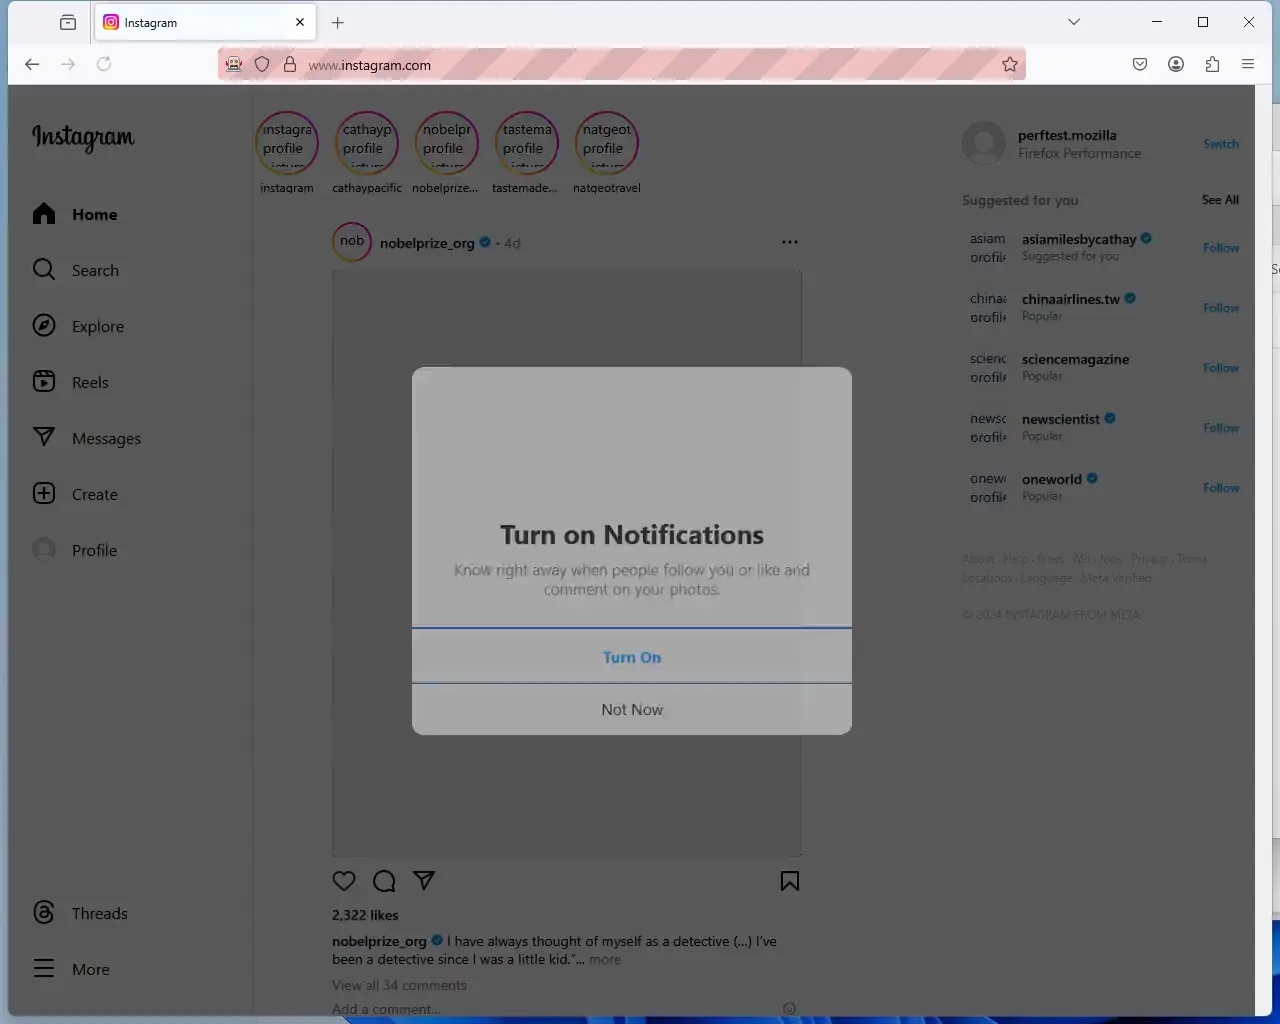 Instagram
www.instagram.com
Instagram
Home
Search
Explore
Reels
Messages
Create
Profile
Threads
More
instagra
profile
cathayp
profile
nobelpr
profile
tastema
profile
natgeot
profile
instagram
cathaypacific
nobelprize...
tastemade...
natgeotravel
nob
nobelprize_org • 4d
Turn on Notifications
Know right away when people follow you or like and
comment on your photos.
Turn On
Not Now
2,322 likes
nobelprize_org I have always thought of myself as a detective (...) I've
been a detective since I was a little kid."... more
View all 34 comments
Add a comment...
perftest.mozilla
Firefox Performance
Switch
Suggested for you
See All
asiam
profile
asiamilesbycathay
Suggested for you
Follow
china
profile
chinaairlines.tw
Popular
Follow
scienc
profile
sciencemagazine
Popular
Follow
newsc
profile
newscientist
Popular
Follow
onew
profile
oneworld
Popular
Follow
About · Help · Press · API · Jobs · Privacy · Terms
Locations · Language · Meta Verified
© 2024 INSTAGRAM FROM META